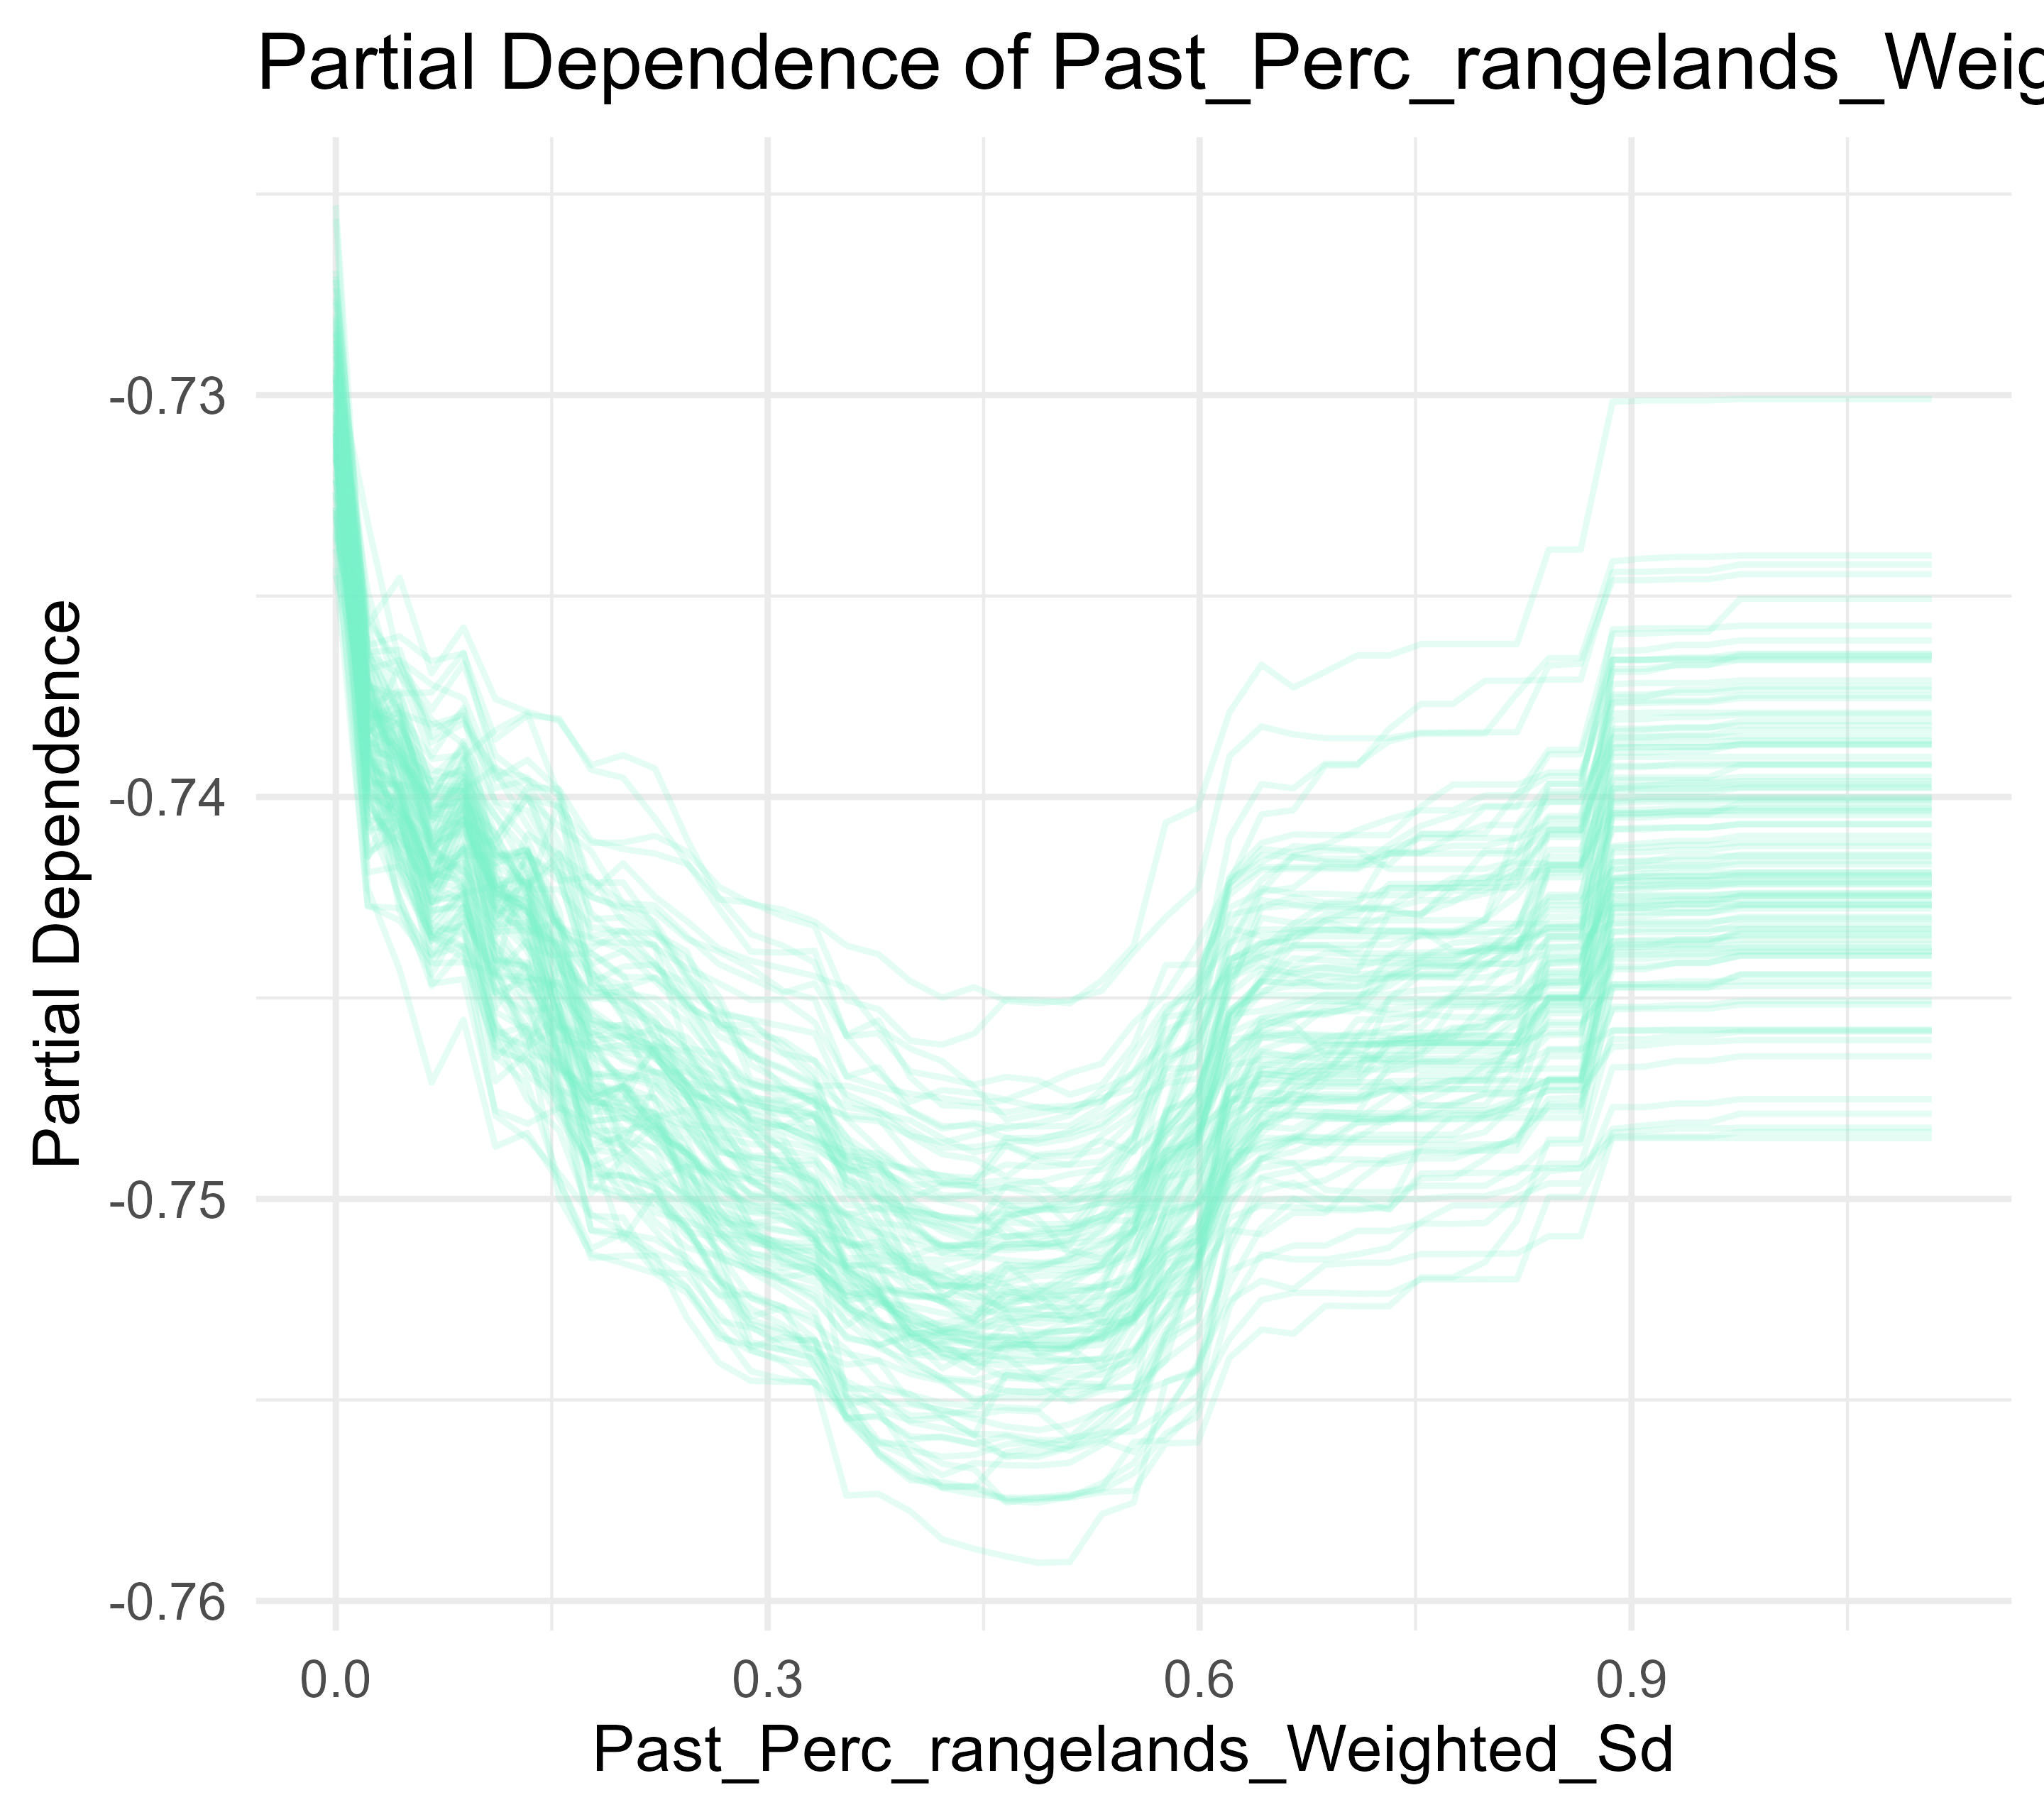 Partial Dependence of Past_Perc_rangelands_Weig
Partial Dependence
-0.73
-0.74
-0.75
-0.76
0.0 0.3 0.6 0.9
Past_Perc_rangelands_Weighted_Sd